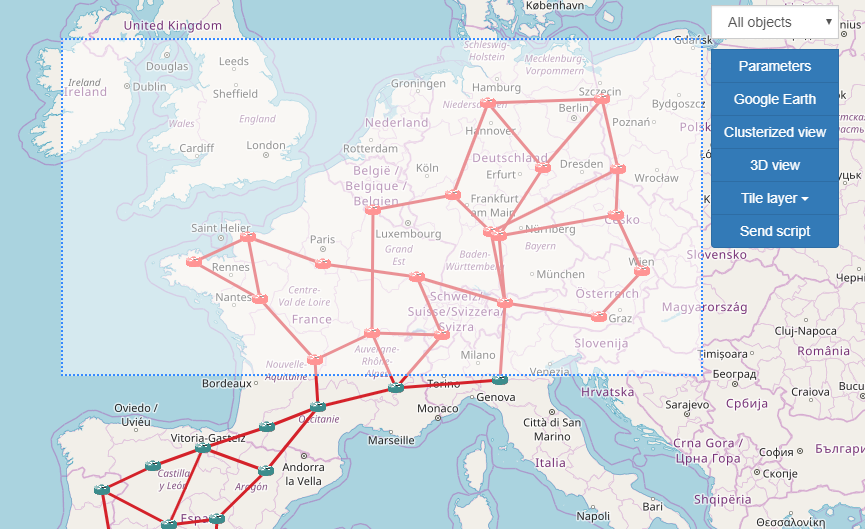 København
United Kingdom
All objects
Gdańsk
Schleswig-
Holstein
Mecklenburg-
Vorpommern
Leeds
Douglas
Parameters
Ireland
Ireland
Dublin
Sheffield
Groningen
Hamburg
Szczecin
Google Earth
Bydgoszcz
Berlin
Wales
England
Nederland
Hannover
Poznań
Clusterized view
Cardiff
London
Rotterdam
Deutschland
Dresden
3D view
België /
Belgique /
Belgien
Köln
Erfurt
Wrocław
Frankfurt
am Main
Tile layer
Saint Helier
Luxembourg
Nürnberg
Česko
Send script
Paris
Grand
Est
Baden-
Württemberg
Bayern
Slovensko
Rennes
München
Wien
Nantes
Centre-
Val de Loire
Schweiz/
Suisse/Svizzera/
Svizra
Österreich
Magyarország
France
Graz
Cluj-Napoca
Auvergne-
Rhône-
Alpes
Milano
Slovenija
Timișoara
România
Nouvelle-
Aquitaine
Venezia
Београд
Bordeaux
Torino
Genova
Hrvatska
Craiova
Oviedo /
Uviéu
Occitanie
Monaco
Sarajevo
Србија
Vitoria-Gasteiz
Marseille
Città di San
Marino
Crna Gora /
Црна Гора
София
Castilla
y León
Aragón
Andorra
la Vella
Italia
Скопје
Shqipëria
España
Napoli
Bari
Θεσσαλονίκη